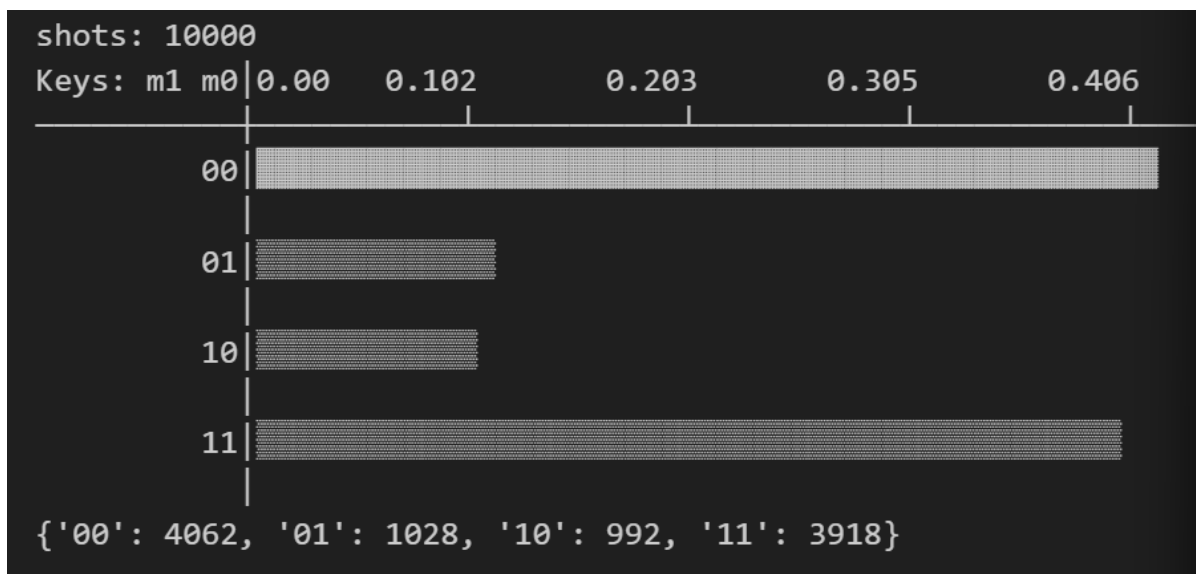 shots: 10000
Keys: m1 m0|0.00 0.102 0.203 0.305 0.406
00|
01|
10|
11|
{'00': 4062, '01': 1028, '10': 992, '11': 3918}